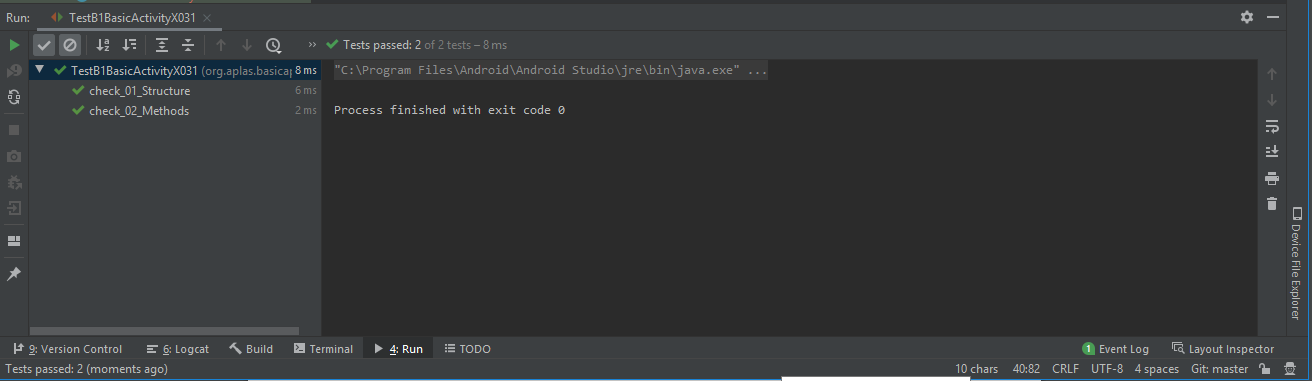 Run: TestB1BasicActivityX031
Tests passed: 2 of 2 tests – 8 ms
TestB1BasicActivityX031 (org.aplas.basicap 8 ms
"C:\Program Files\Android\Android Studio\jre\bin\java.exe" ...
check_01_Structure 6 ms
check_02_Methods 2 ms
Process finished with exit code 0
Device File Explorer
9: Version Control 6: Logcat Build Terminal 4: Run TODO 1 Event Log Layout Inspector
Tests passed: 2 (moments ago) 10 chars 40:82 CRLF UTF-8 4 spaces Git: master